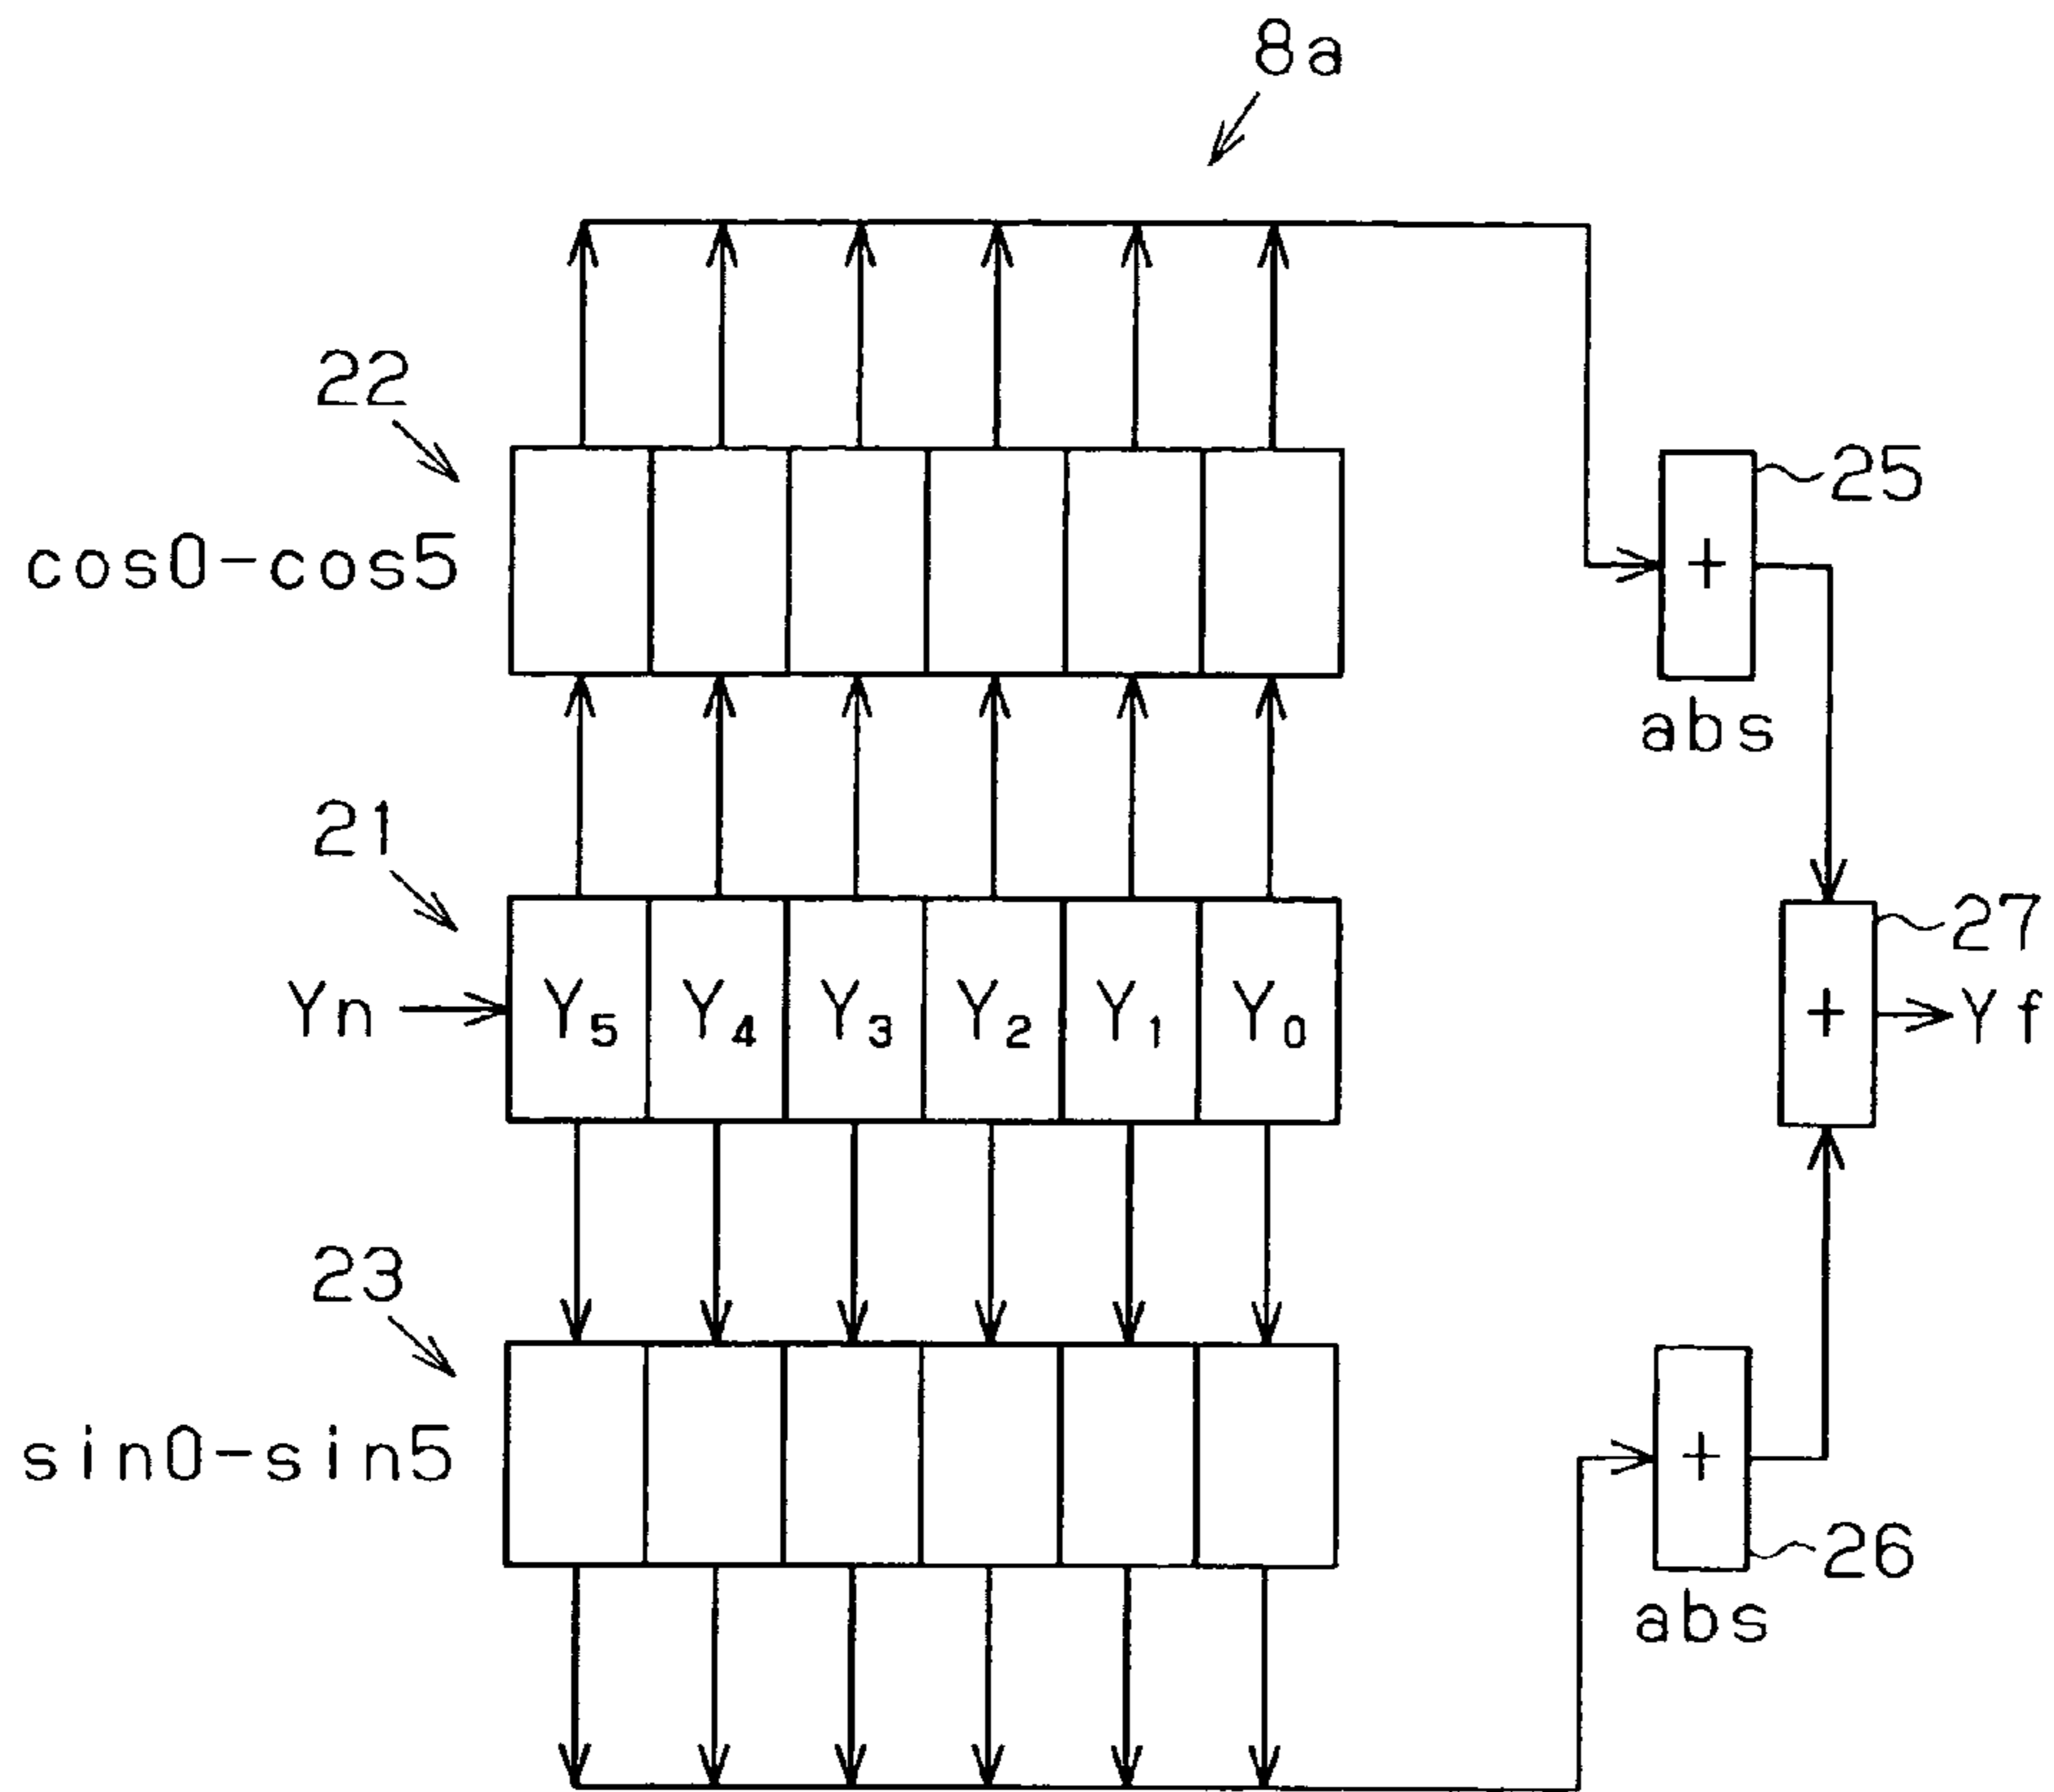 8a
22
cos0-cos5
+
25
abs
21
Yn
Y5 Y4 Y3 Y2 Y1 Y0
+
27
Yf
23
sin0-sin5
+
26
abs